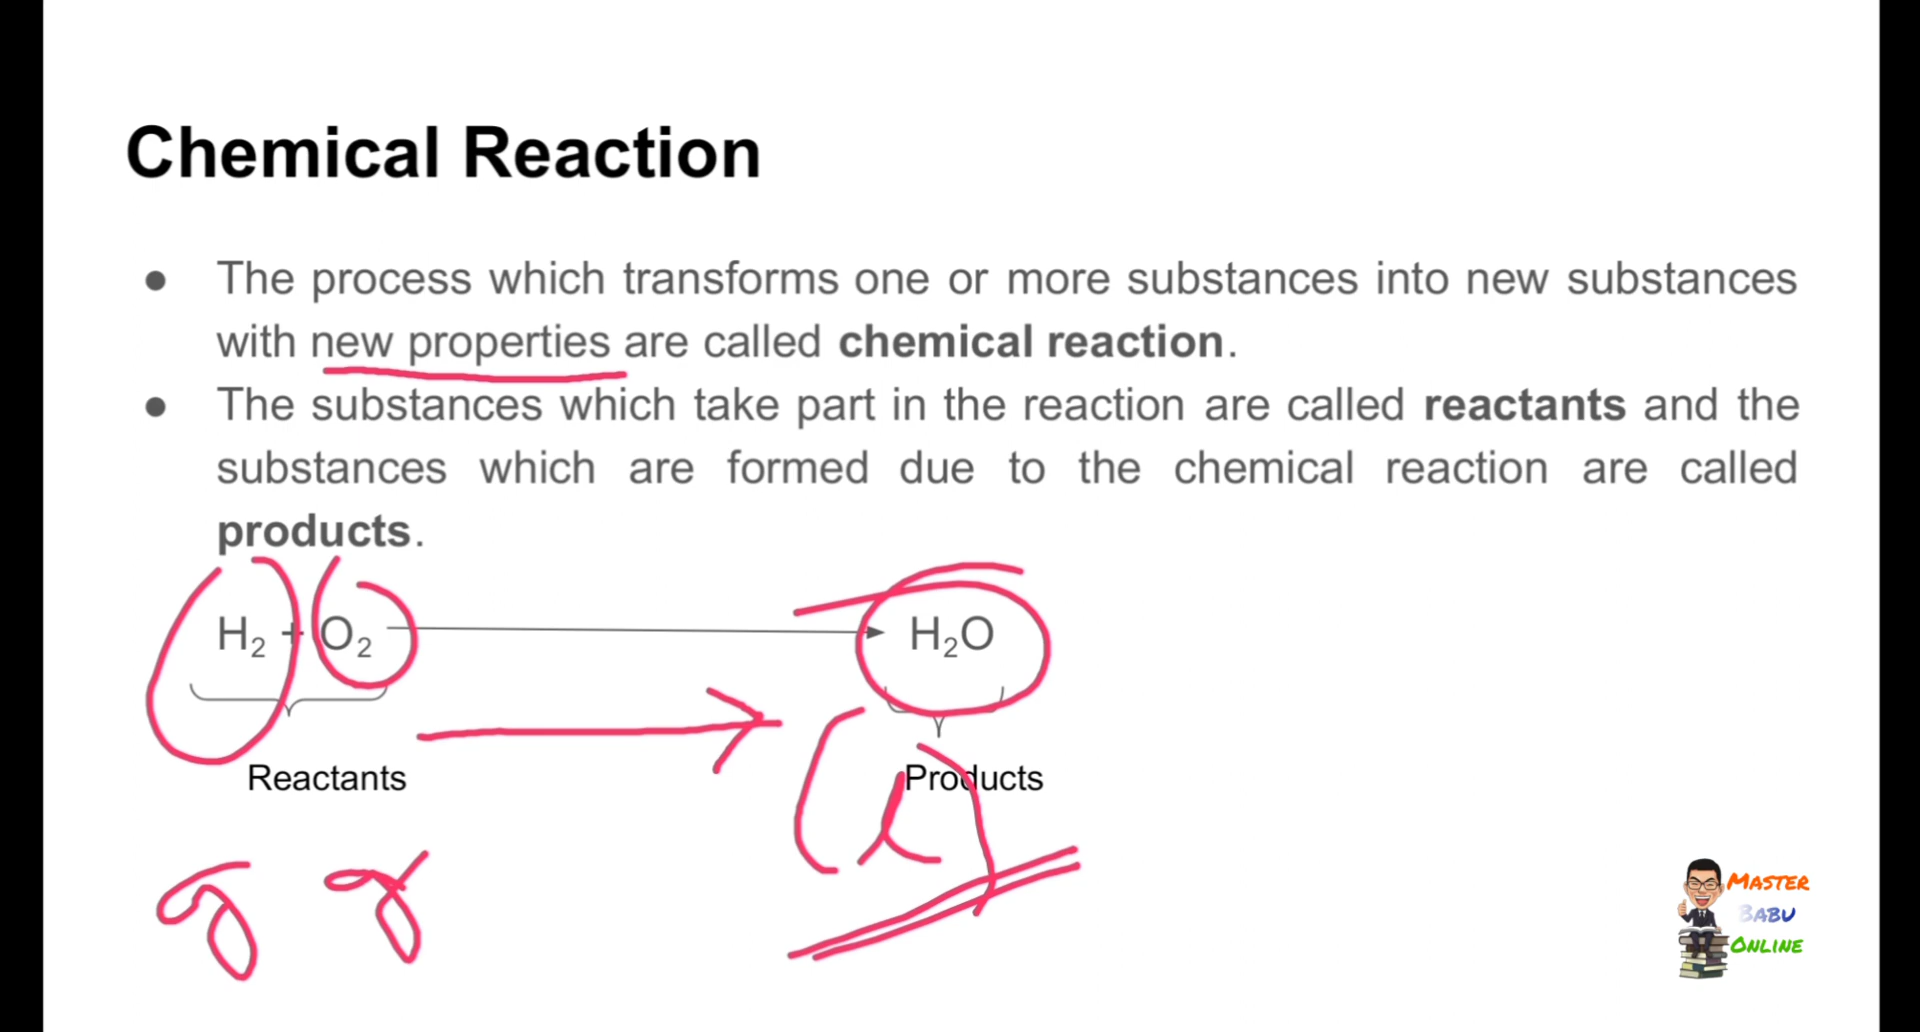 Chemical Reaction
● The process which transforms one or more substances into new substances
with new properties are called chemical reaction.
● The substances which take part in the reaction are called reactants and the
substances which are formed due to the chemical reaction are called
products.
H₂ + O₂ → H₂O
Reactants Products
g g (l)
MASTER
BABU
ONLINE